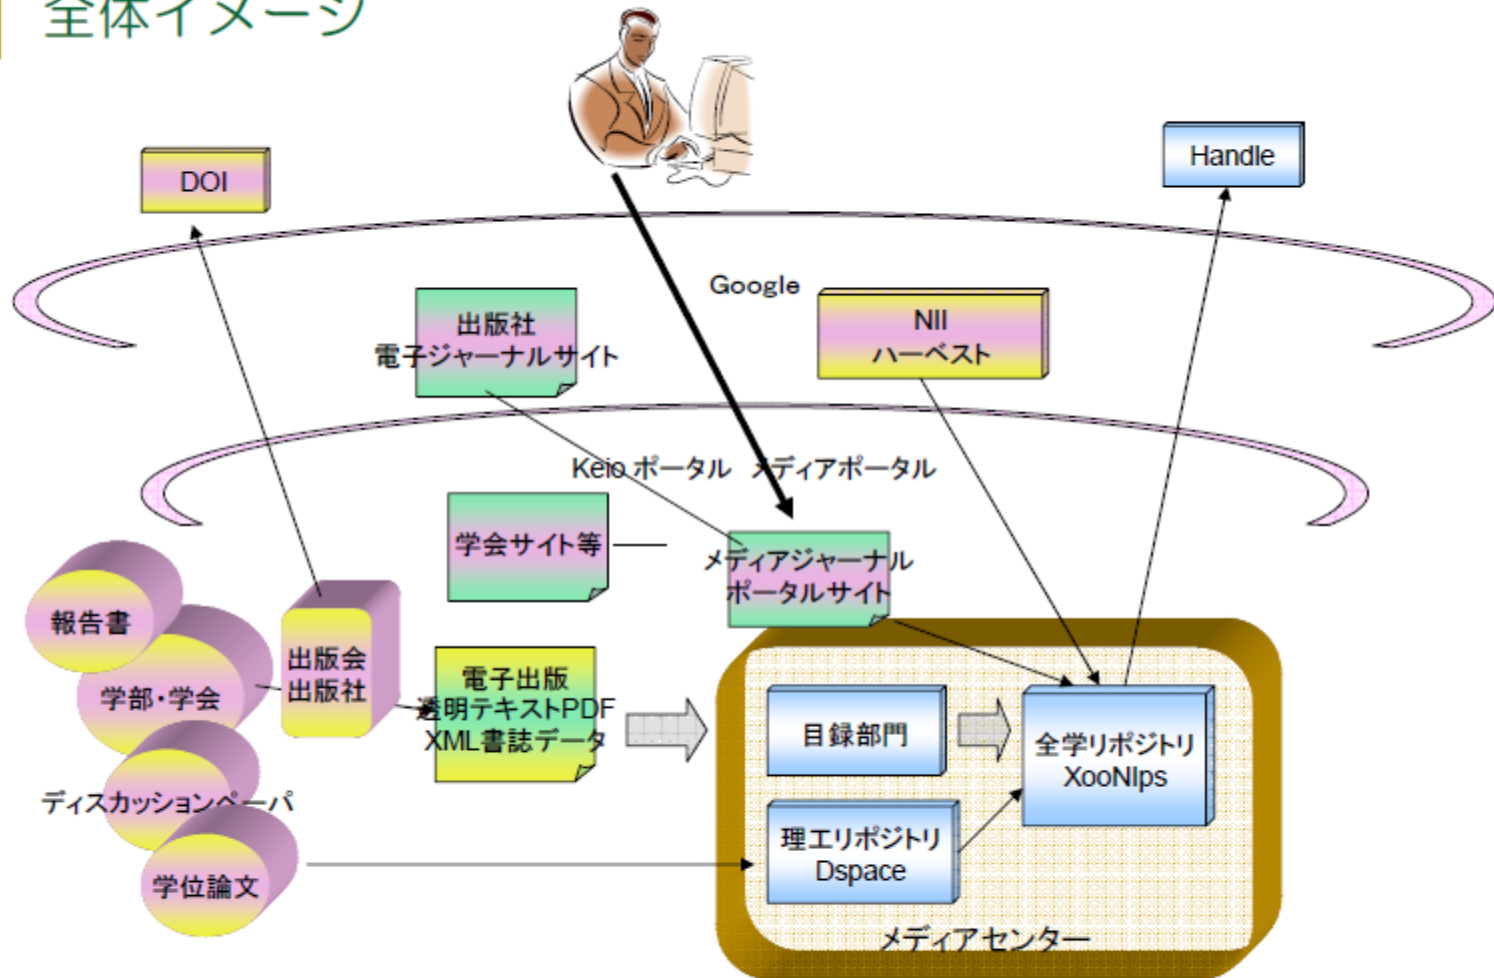 全体イメージ
DOI
Handle
Google
出版社
電子ジャーナルサイト
NII
ハーベスト
Keio ポータル メディアポータル
学会サイト等
メディアジャーナル
ポータルサイト
報告書
学部・学会
出版会
出版社
電子出版
透明テキストPDF
XML書誌データ
目録部門
全学リポジトリ
XooNIps
ディスカッションペーパ
理工リポジトリ
Dspace
学位論文
メディアセンター